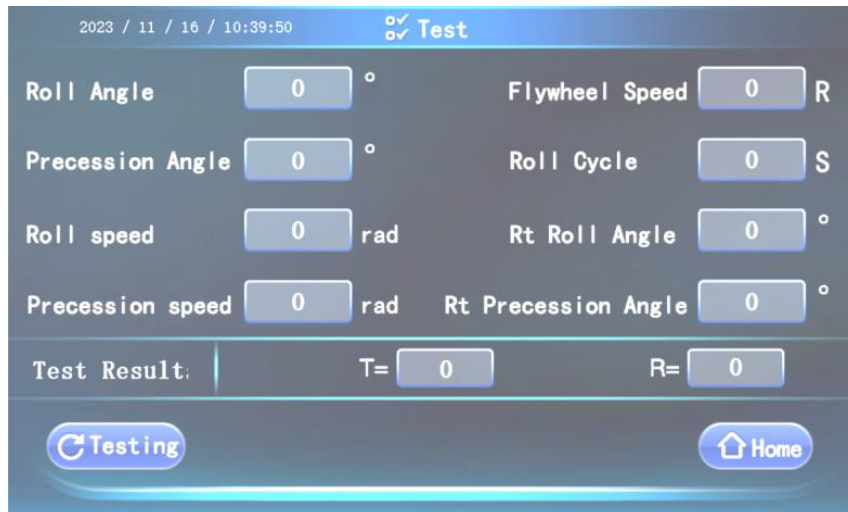 2023 / 11 / 16 / 10:39:50 Test
Roll Angle 0 ° Flywheel Speed 0 R
Precession Angle 0 ° Roll Cycle 0 S
Roll speed 0 rad Rt Roll Angle 0 °
Precession speed 0 rad Rt Precession Angle 0 °
Test Result: T= 0 R= 0
Testing Home